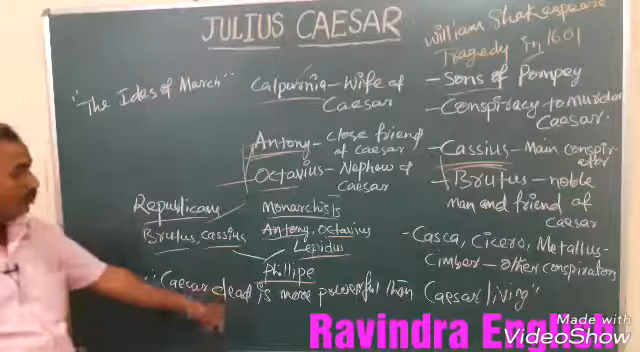 JULIUS CAESAR
William Shakespeare
Tragedy in 1601
"The Ides of March"
Calpurnia - Wife of
Caesar
Antony - close friend
of caesar
Octavius - Nephew of
Caesar
Republicans
Brutus, cassius
Monarchists
Antony, Octavius
Lepidus
Phillipe
- Sons of Pompey
- Conspiracy to murder
Caesar.
- Cassius - Main conspir-
ator
- Brutus - noble
man and friend of
Caesar
- Casca, Cicero, Metallus-
Cimber - other conspirators
"Caesar dead is more powerful than Caesar living"
Ravindra English
Made with
VideoShow